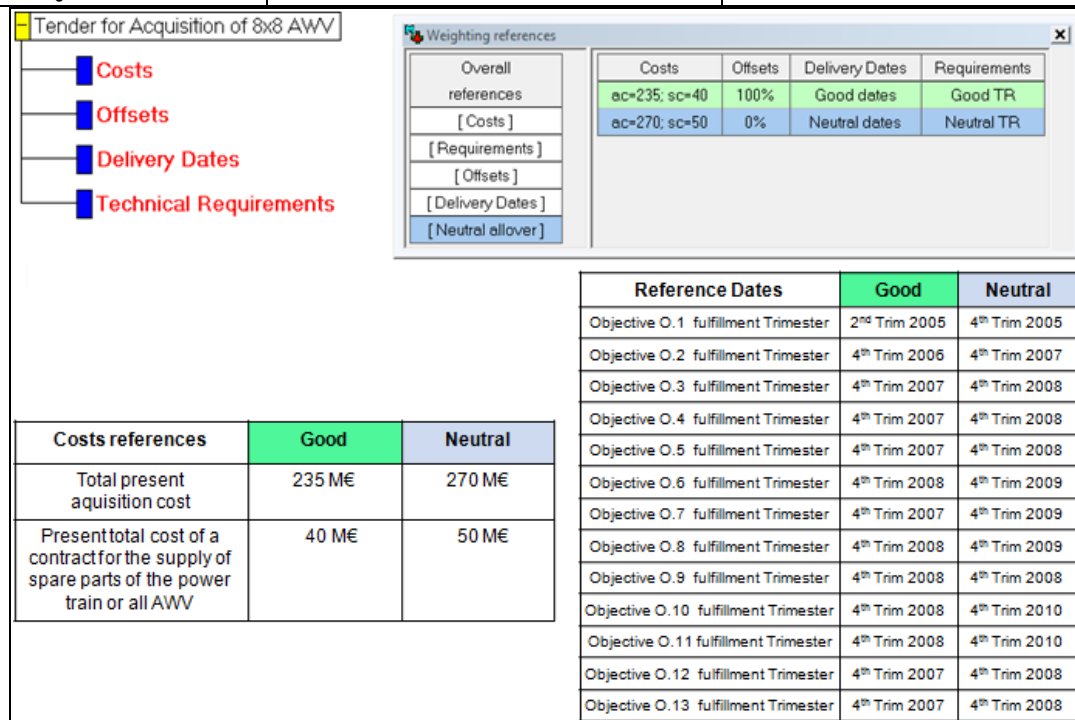 Tender for Acquisition of 8x8 AWV
Costs
Offsets
Delivery Dates
Technical Requirements
Weighting references
Overall
references
[ Costs ]
[ Requirements ]
[ Offsets ]
[ Delivery Dates ]
[ Neutral allover ]
Costs Offsets Delivery Dates Requirements
ac=235; sc=40 100% Good dates Good TR
ac=270; sc=50 0% Neutral dates Neutral TR
Reference Dates Good Neutral
Objective O.1 fulfillment Trimester 2nd Trim 2005 4th Trim 2005
Objective O.2 fulfillment Trimester 4th Trim 2006 4th Trim 2007
Objective O.3 fulfillment Trimester 4th Trim 2007 4th Trim 2008
Objective O.4 fulfillment Trimester 4th Trim 2007 4th Trim 2008
Objective O.5 fulfillment Trimester 4th Trim 2007 4th Trim 2008
Objective O.6 fulfillment Trimester 4th Trim 2008 4th Trim 2009
Objective O.7 fulfillment Trimester 4th Trim 2007 4th Trim 2009
Objective O.8 fulfillment Trimester 4th Trim 2008 4th Trim 2009
Objective O.9 fulfillment Trimester 4th Trim 2008 4th Trim 2008
Objective O.10 fulfillment Trimester 4th Trim 2008 4th Trim 2010
Objective O.11 fulfillment Trimester 4th Trim 2008 4th Trim 2010
Objective O.12 fulfillment Trimester 4th Trim 2007 4th Trim 2008
Objective O.13 fulfillment Trimester 4th Trim 2007 4th Trim 2008
Costs references Good Neutral
Total present 235 M€ 270 M€
aquisition cost
Present total cost of a 40 M€ 50 M€
contract for the supply of
spare parts of the power
train or all AWV